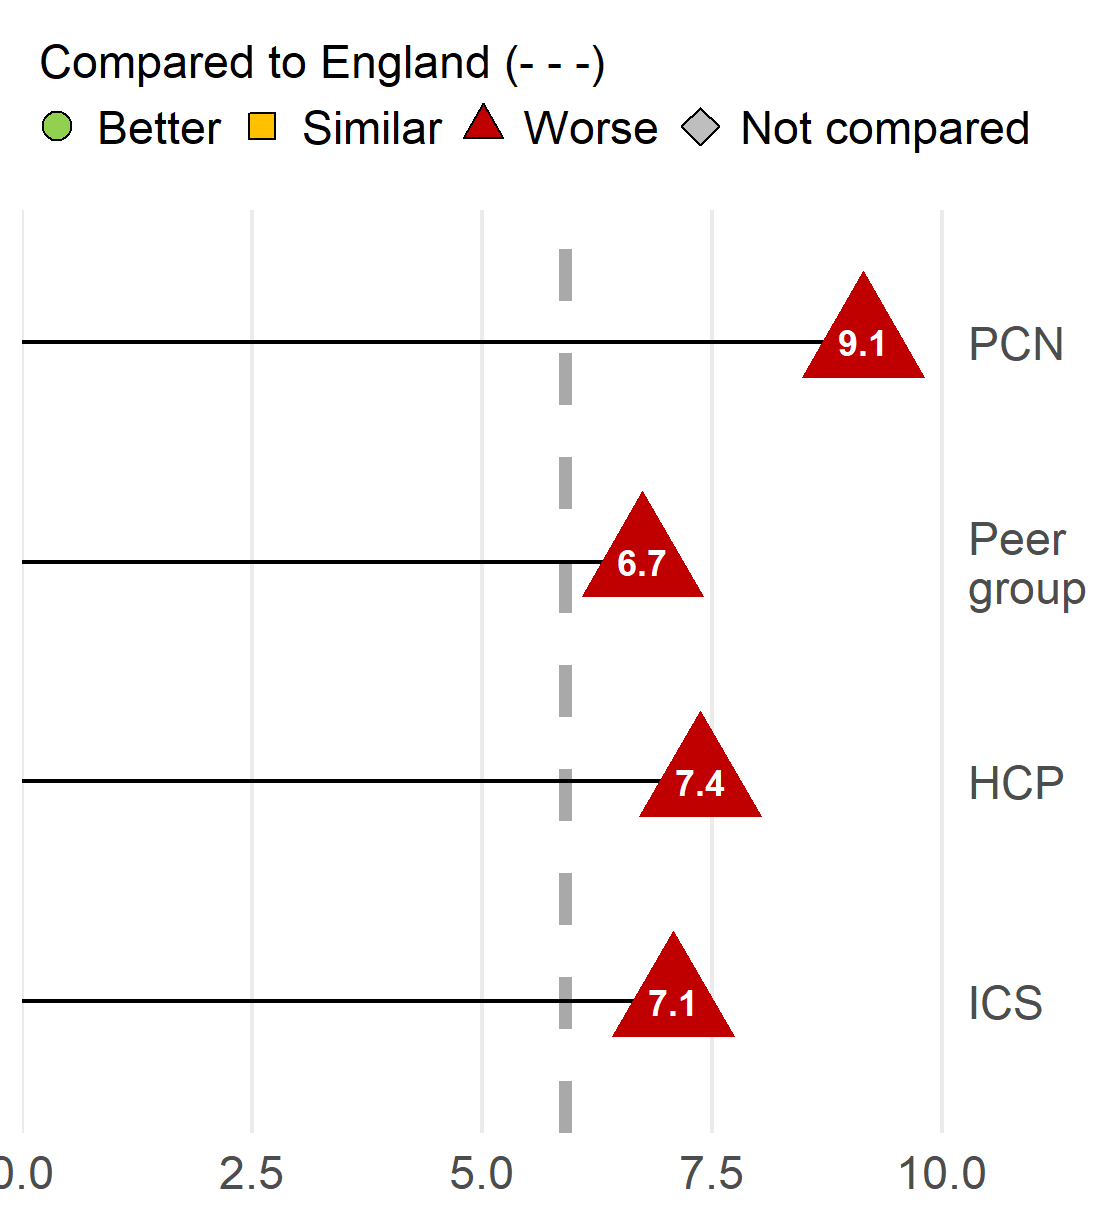 Compared to England (- - -)
Better Similar Worse Not compared
9.1 PCN
Peer
6.7 group
7.4 HCP
7.1 ICS
0.0 2.5 5.0 7.5 10.0